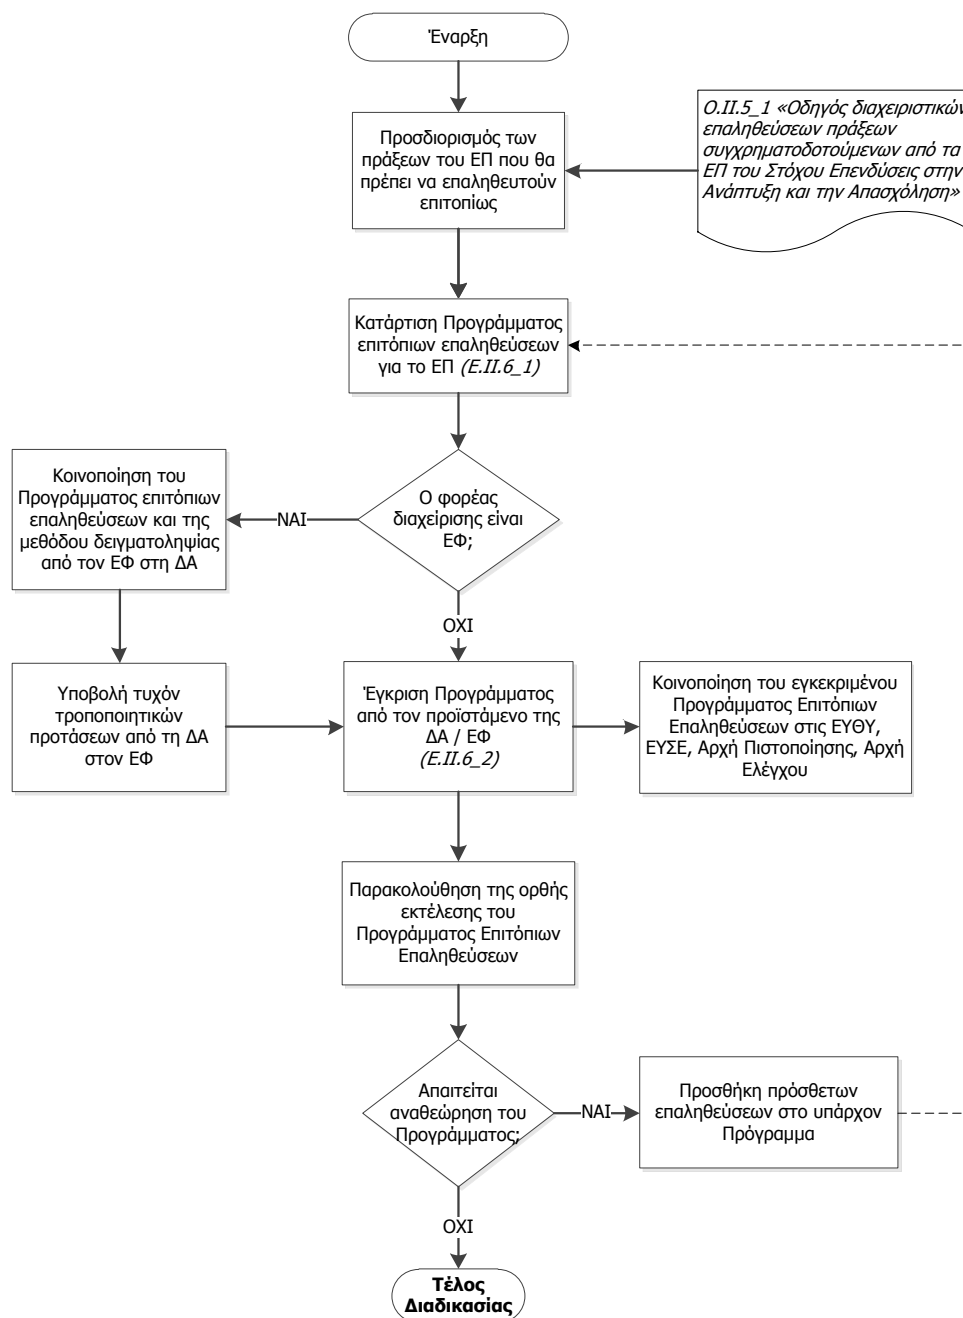 Έναρξη
Προσδιορισμός των
πράξεων του ΕΠ που θα
πρέπει να επαληθευτούν
επιτοπίως
Ο.ΙΙ.5_1 «Οδηγός διαχειριστικών
επαληθεύσεων πράξεων
συγχρηματοδοτούμενων από τα
ΕΠ του Στόχου Επενδύσεις στην
Ανάπτυξη και την Απασχόληση»
Κατάρτιση Προγράμματος
επιτόπιων επαληθεύσεων
για το ΕΠ (Ε.ΙΙ.6_1)
Ο φορέας
διαχείρισης είναι
ΕΦ;
ΝΑΙ
Κοινοποίηση του
Προγράμματος επιτόπιων
επαληθεύσεων και της
μεθόδου δειγματοληψίας
από τον ΕΦ στη ΔΑ
ΟΧΙ
Υποβολή τυχόν
τροποποιητικών
προτάσεων από τη ΔΑ
στον ΕΦ
Έγκριση Προγράμματος
από τον προϊστάμενο της
ΔΑ / ΕΦ
(Ε.ΙΙ.6_2)
Κοινοποίηση του εγκεκριμένου
Προγράμματος Επιτόπιων
Επαληθεύσεων στις ΕΥΘΥ,
ΕΥΣΕ, Αρχή Πιστοποίησης, Αρχή
Ελέγχου
Παρακολούθηση της ορθής
εκτέλεσης του
Προγράμματος Επιτόπιων
Επαληθεύσεων
Απαιτείται
αναθεώρηση του
Προγράμματος;
ΝΑΙ
Προσθήκη πρόσθετων
επαληθεύσεων στο υπάρχον
Πρόγραμμα
ΟΧΙ
Τέλος
Διαδικασίας